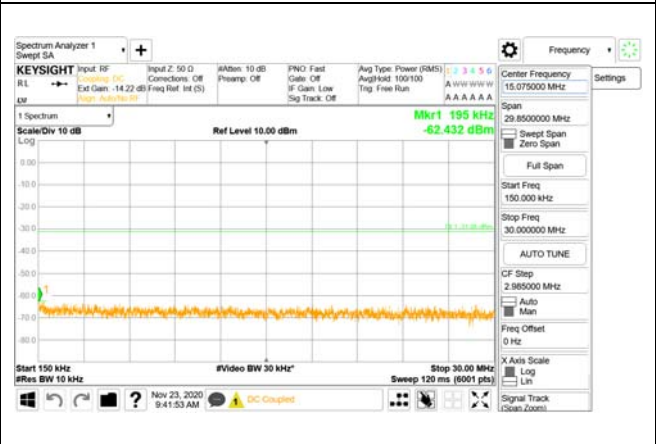 Spectrum Analyzer 1
Swept SA
Frequency
Settings
KEYSIGHT
RL
Input: RF
Coupling: DC
Ext Gain: -14.22 dB
Align: Auto/No RF
Input Z: 50 Ω
Corrections: Off
Freq Ref: Int (S)
#Atten: 10 dB
Preamp: Off
PNO: Fast
Gate: Off
IF Gain: Low
Sig Track: Off
Avg Type: Power (RMS)
Avg|Hold: 100/100
Trig: Free Run
1 2 3 4 5 6
A W W W W W
A A A A A A
1 Spectrum
Scale/Div 10 dB
Log
Ref Level 10.00 dBm
Mkr1 195 kHz
-62.432 dBm
0.00
-10.0
-20.0
-30.0
-40.0
-50.0
-60.0
-70.0
-80.0
1
Start 150 kHz
#Res BW 10 kHz
#Video BW 30 kHz*
Stop 30.00 MHz
Sweep 120 ms (6001 pts)
Center Frequency
15.075000 MHz
Span
29.8500000 MHz
Swept Span
Zero Span
Full Span
Start Freq
150.000 kHz
Stop Freq
30.000000 MHz
AUTO TUNE
CF Step
2.985000 MHz
Auto
Man
Freq Offset
0 Hz
X Axis Scale
Log
Lin
Signal Track
(Span Zoom)
Nov 23, 2020
9:41:53 AM
DC Coupled